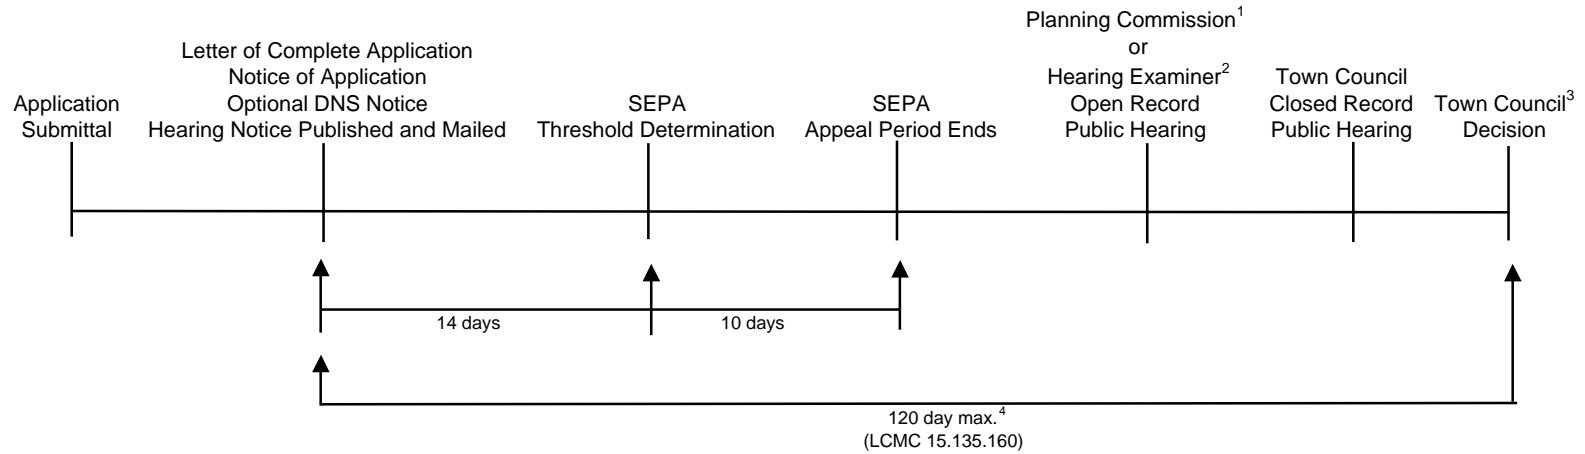 Application
Submittal
Letter of Complete Application
Notice of Application
Optional DNS Notice
Hearing Notice Published and Mailed
SEPA
Threshold Determination
SEPA
Appeal Period Ends
Planning Commission¹
or
Hearing Examiner²
Open Record
Public Hearing
Town Council
Closed Record
Public Hearing
Town Council³
Decision
14 days
10 days
120 day max.⁴
(LCMC 15.135.160)